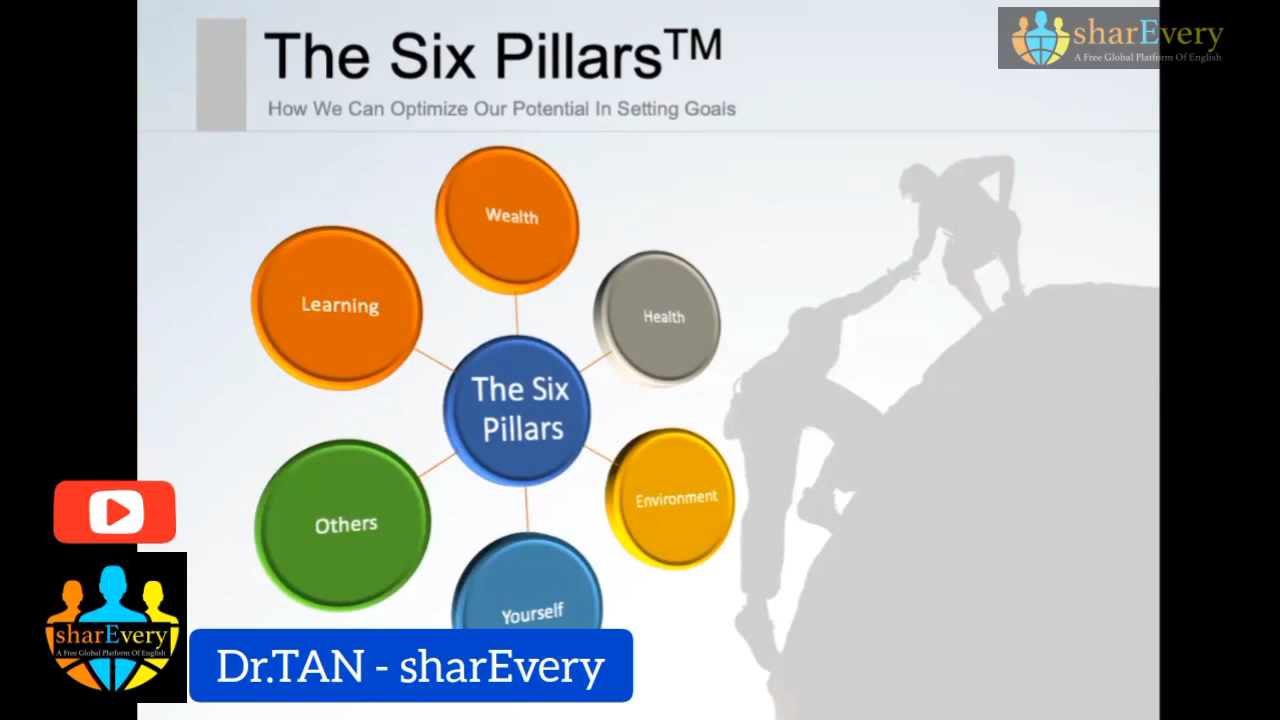 The Six Pillars™
How We Can Optimize Our Potential In Setting Goals
sharEvery
A Free Global Platform Of English
Wealth
Learning
Health
The Six
Pillars
Environment
Others
Yourself
sharEvery
A Free Global Platform Of English
Dr.TAN - sharEvery